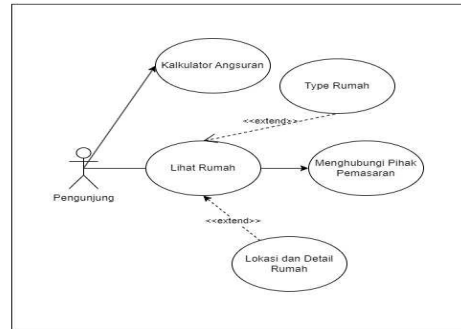 Kalkulator Angsuran
Type Rumah
<<extend>>
Lihat Rumah
Menghubungi Pihak
Pemasaran
Pengunjung
<<extend>>
Lokasi dan Detail
Rumah